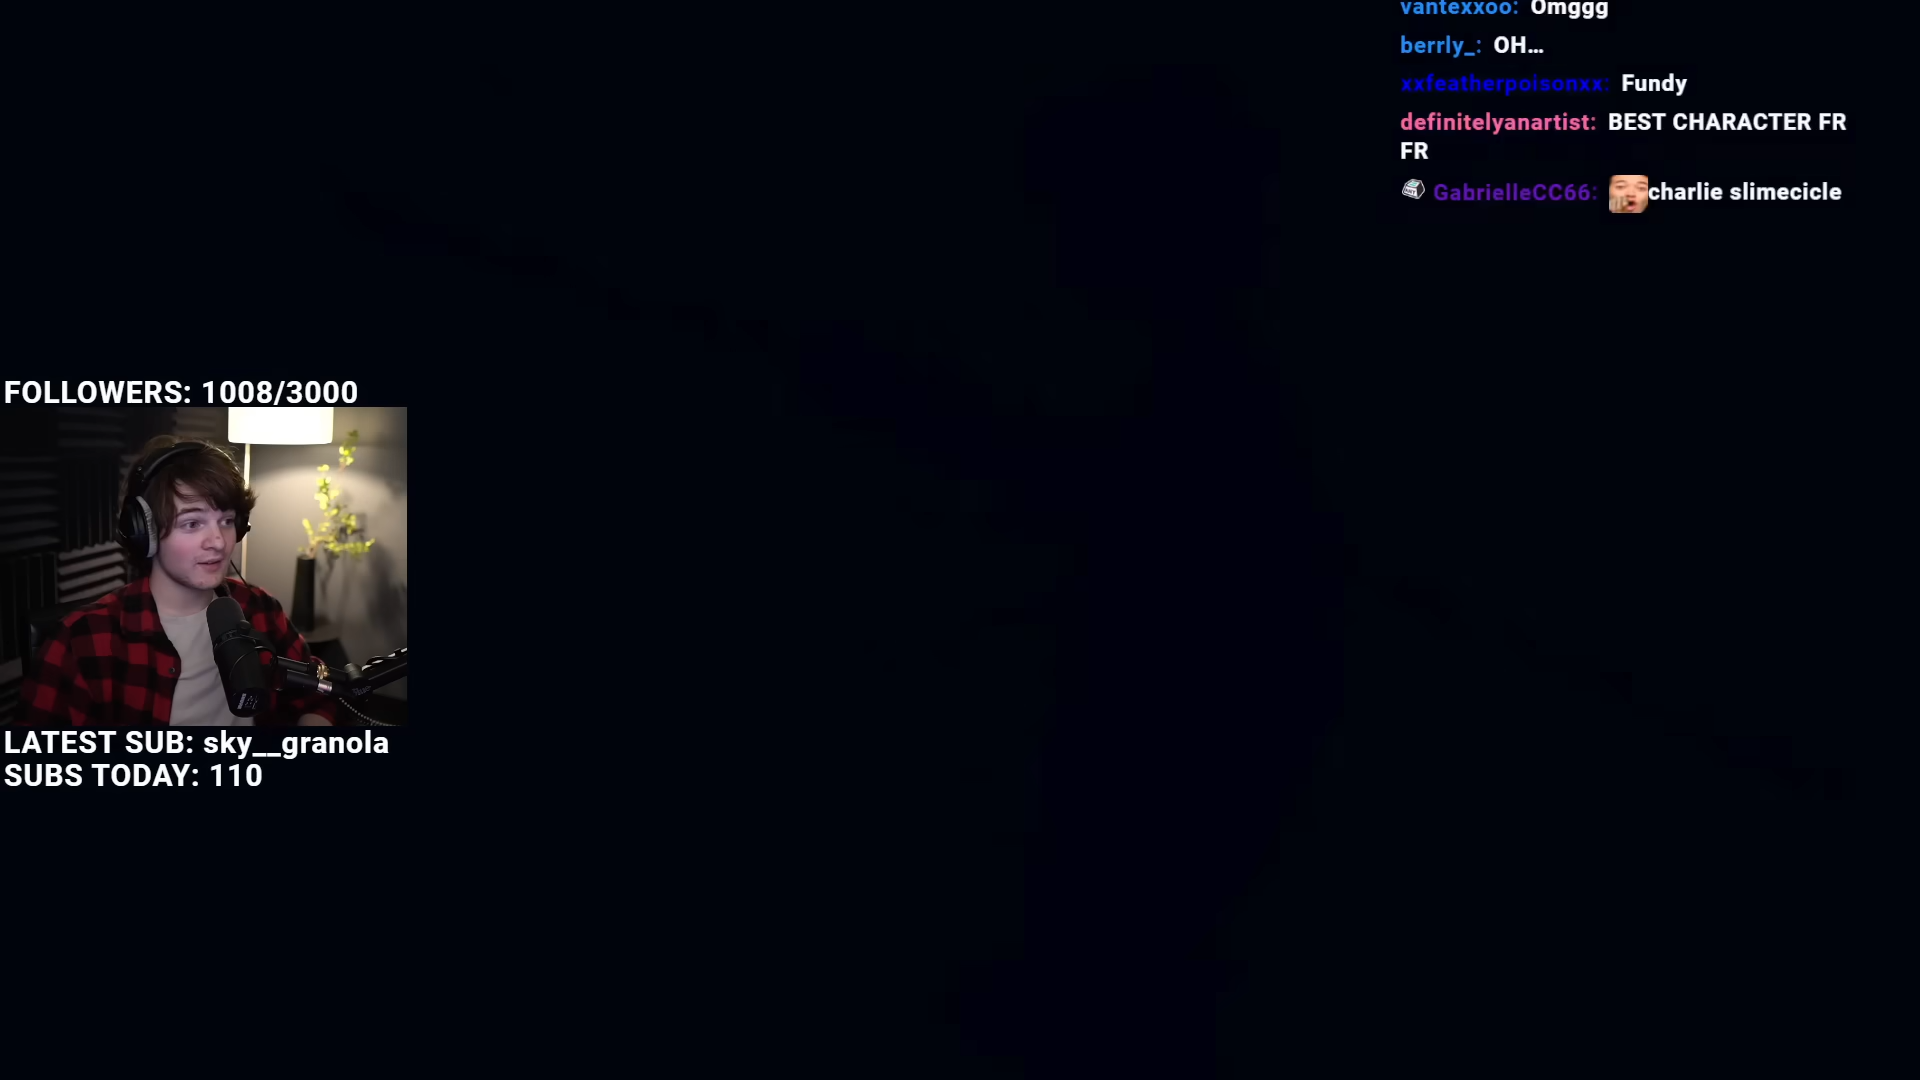 vantexxoo: Omggg
berrly_: OH...
xxfeatherpoisonxx: Fundy
definitelyanartist: BEST CHARACTER FR
FR
GabrielleCC66: charlie slimecicle
FOLLOWERS: 1008/3000
LATEST SUB: sky__granola
SUBS TODAY: 110